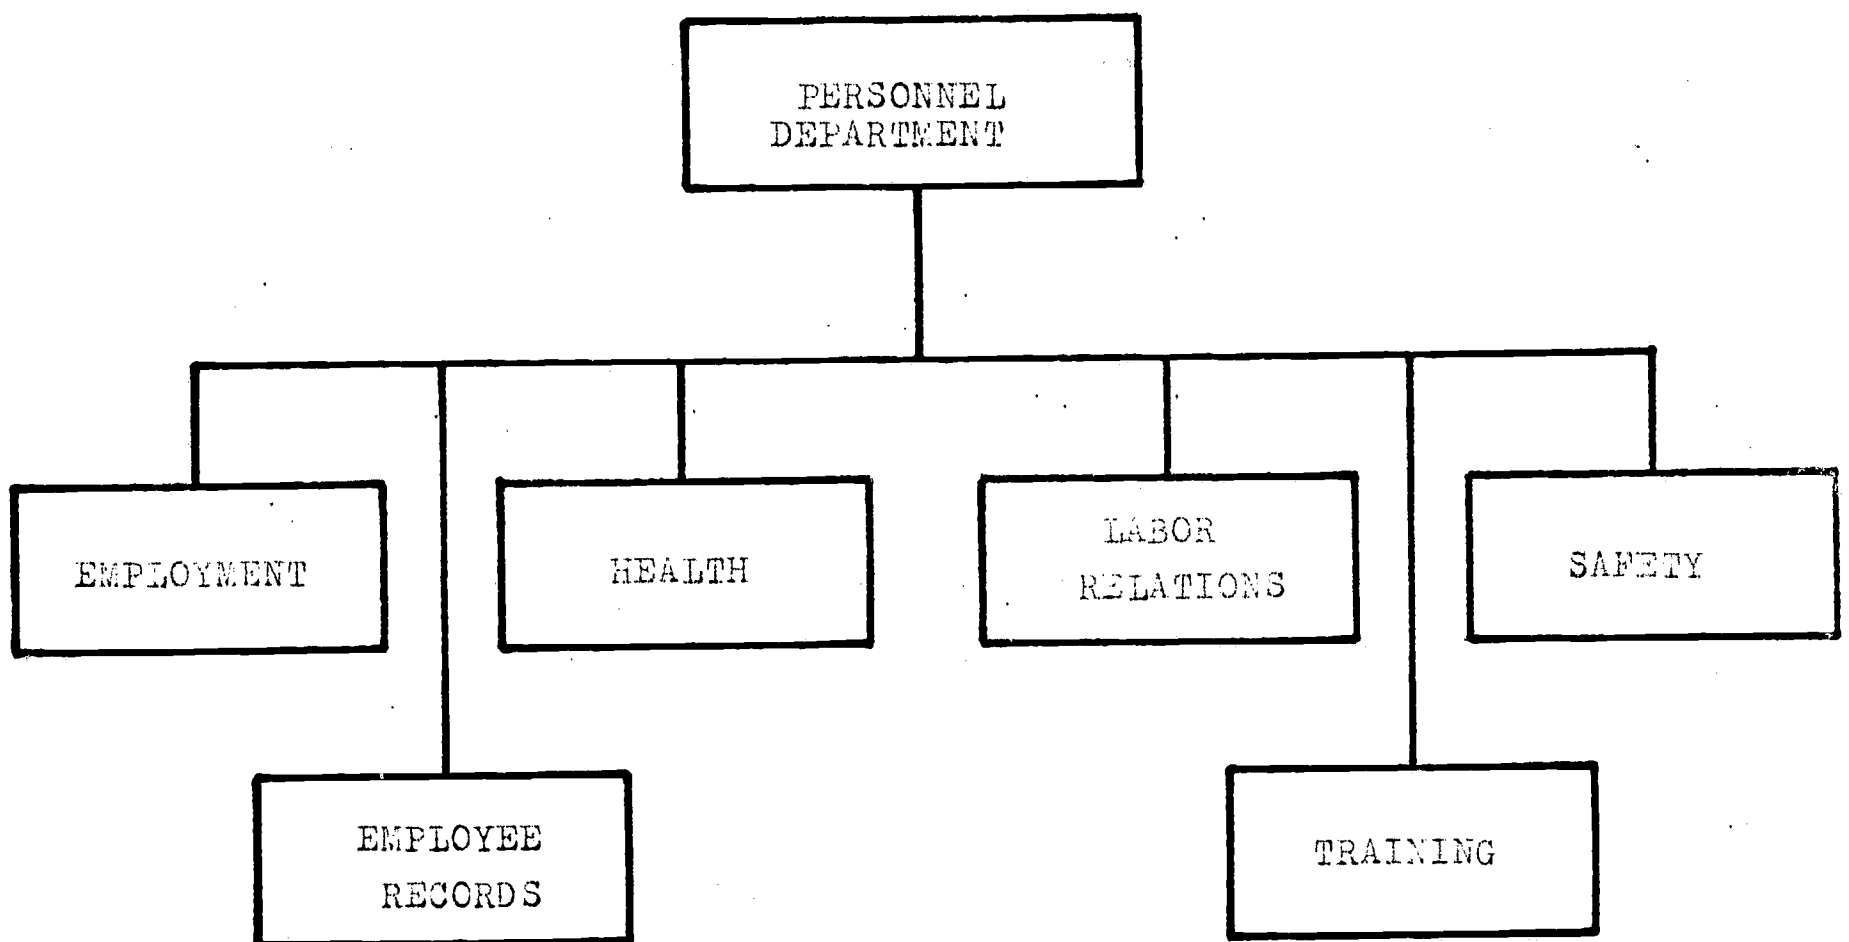 PERSONNEL
DEPARTMENT
EMPLOYMENT
HEALTH
LABOR
RELATIONS
SAFETY
EMPLOYEE
RECORDS
TRAINING